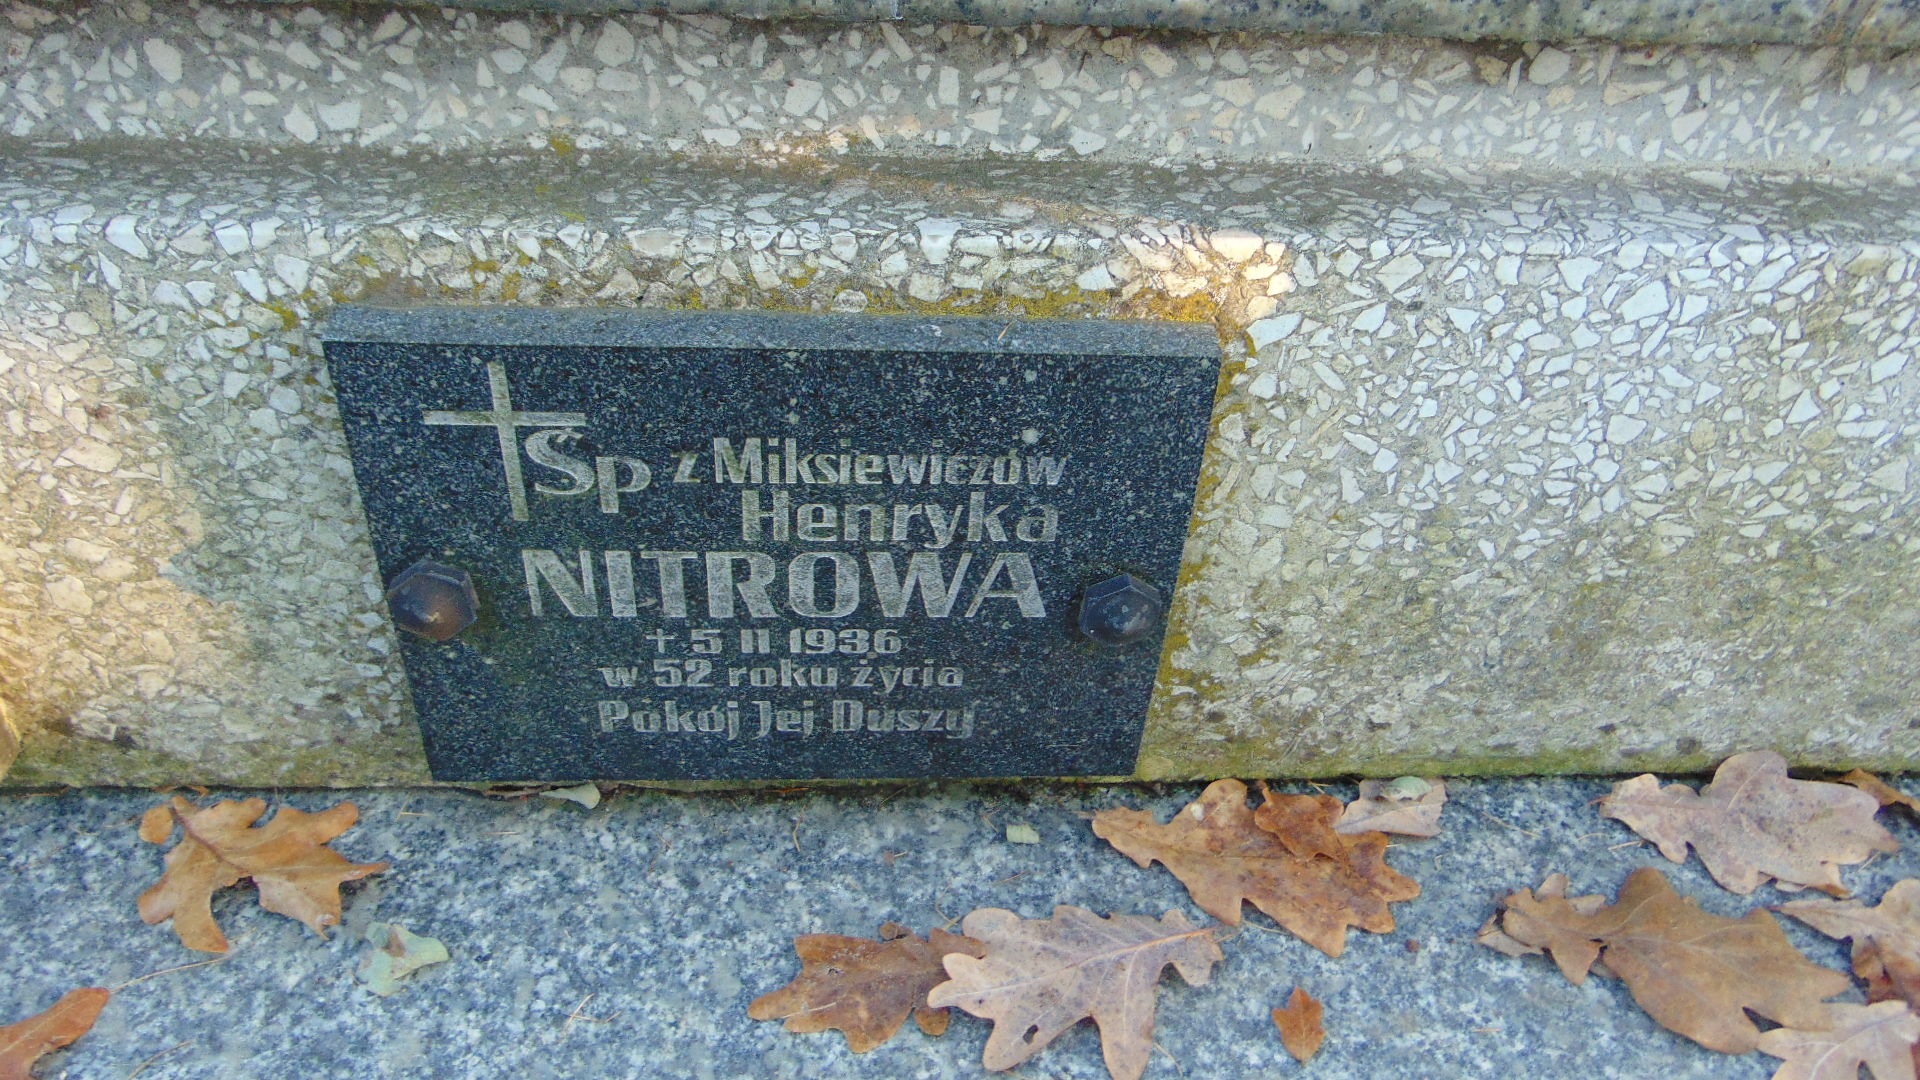 Śp z Miksiewiczów
Henryka
NITROWA
† 5 II 1936
w 52 roku życia
Pokój Jej Duszy